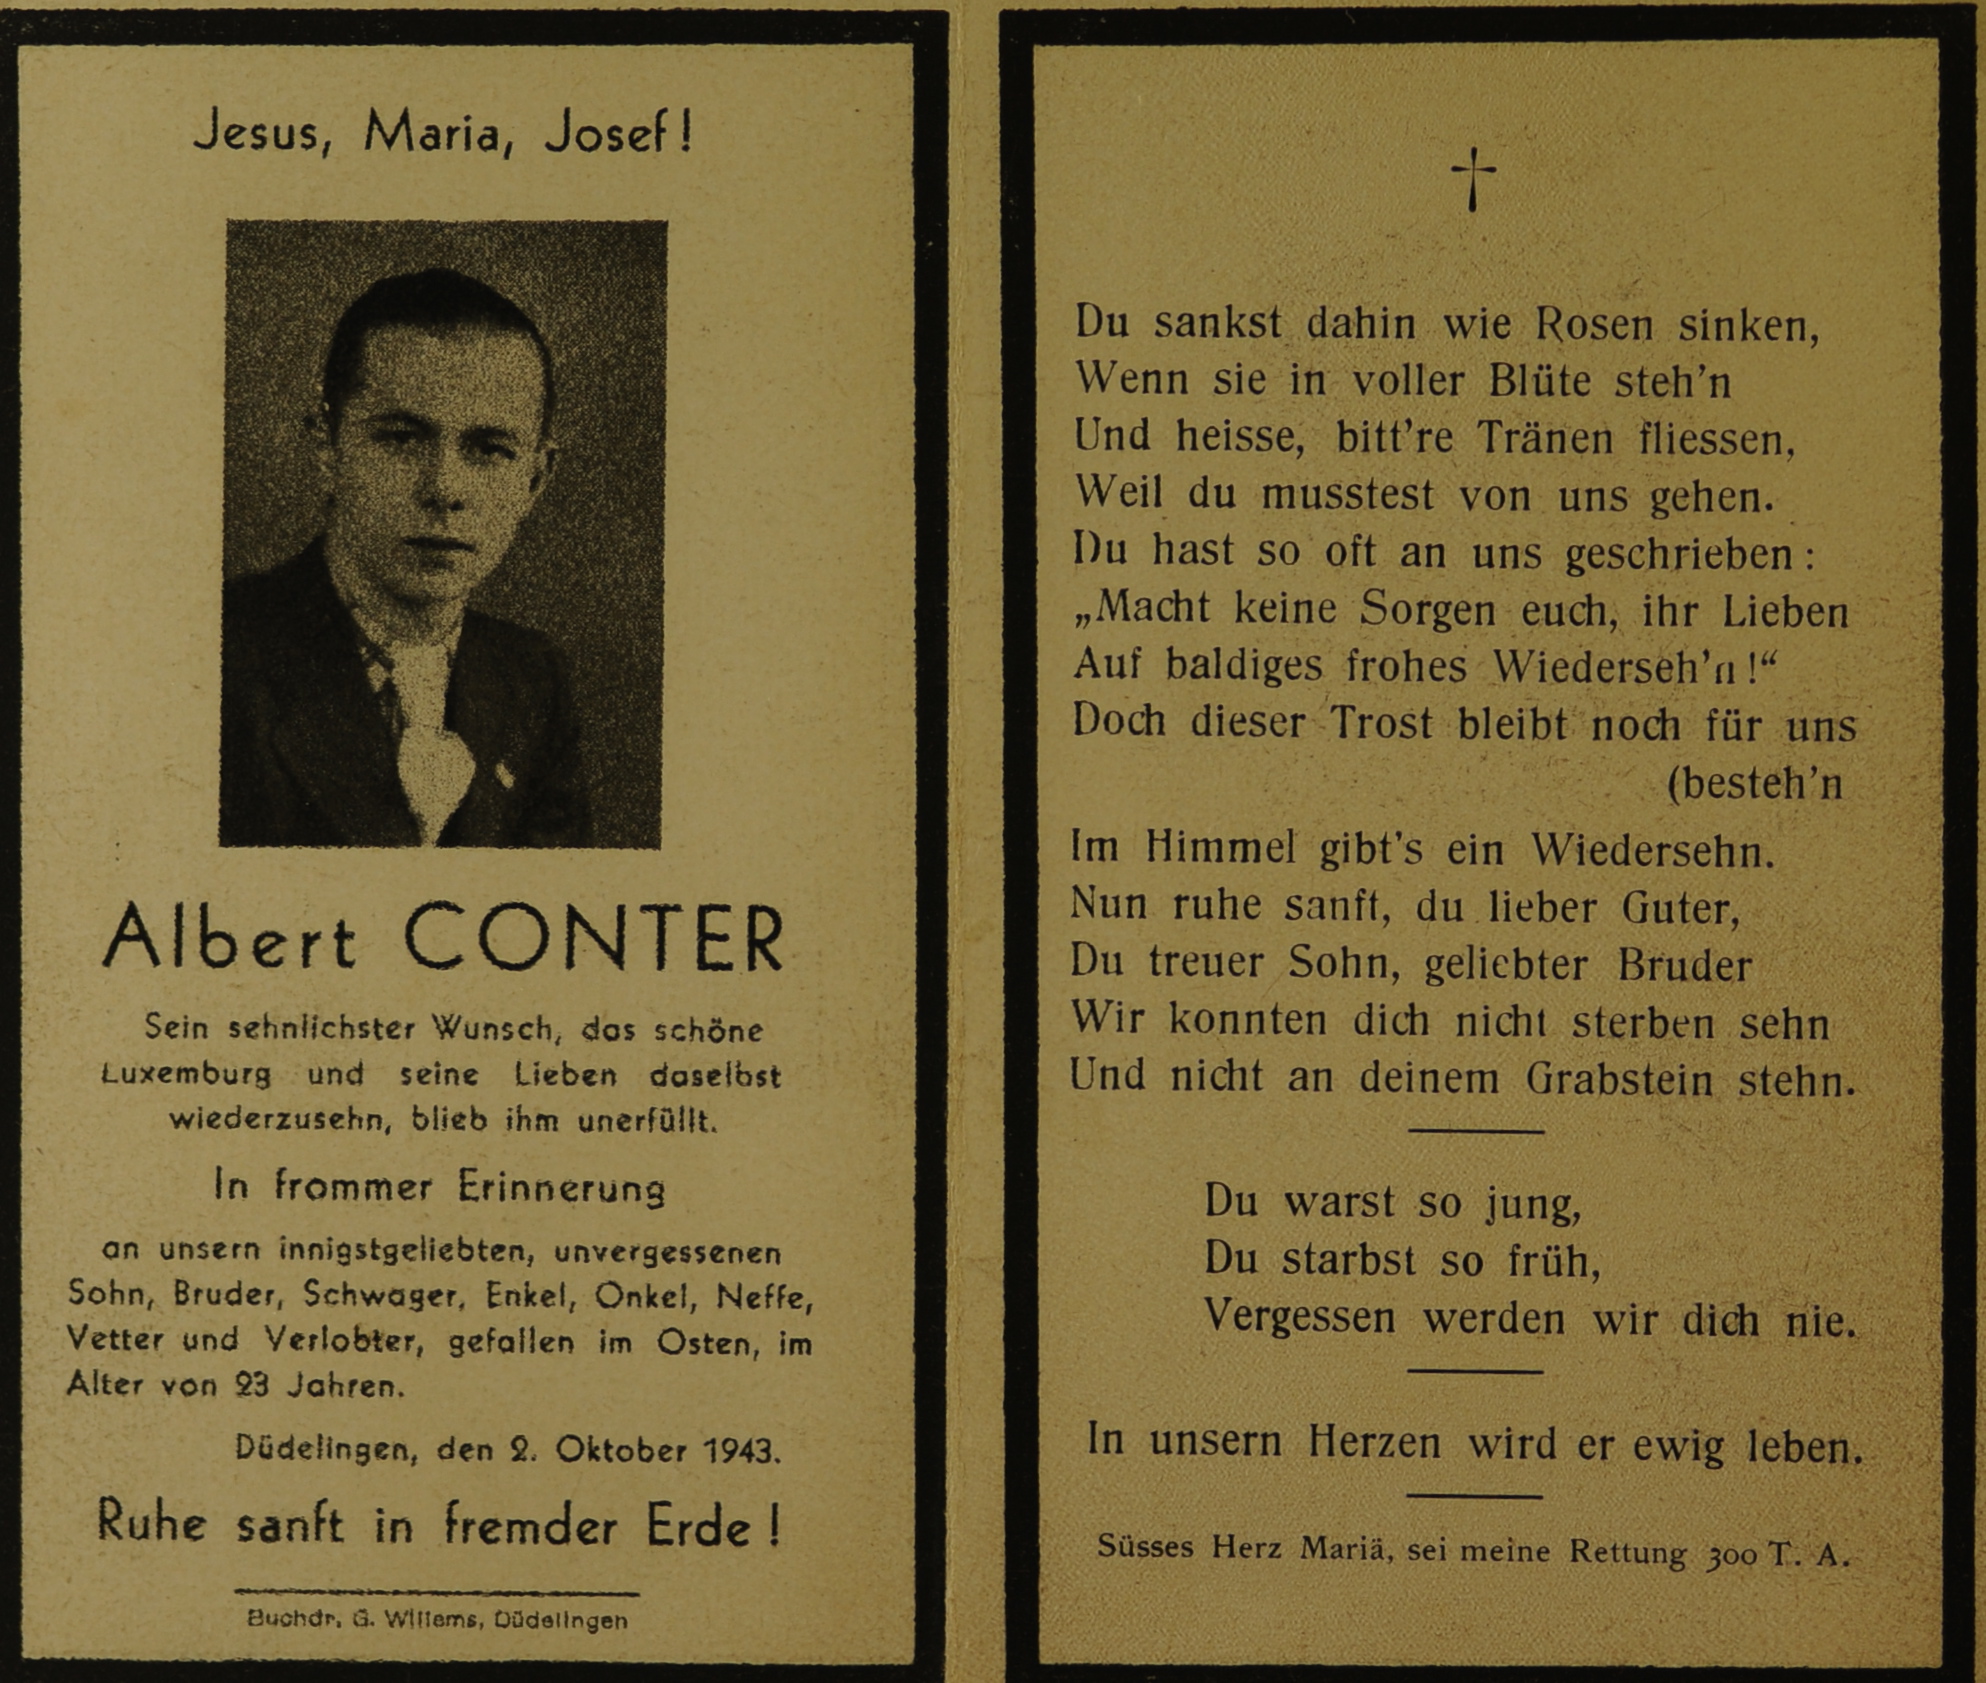 Jesus, Maria, Josef!
Albert CONTER
Sein sehnlichster Wunsch, das schöne
Luxemburg und seine Lieben daselbst
wiederzusehn, blieb ihm unerfüllt.
In frommer Erinnerung
an unsern innigstgeliebten, unvergessenen
Sohn, Bruder, Schwager, Enkel, Onkel, Neffe,
Vetter und Verlobter, gefallen im Osten, im
Alter von 23 Jahren.
Düdelingen, den 2. Oktober 1943.
Ruhe sanft in fremder Erde!
Buchdr. G. Willems, Düdelingen
Du sankst dahin wie Rosen sinken,
Wenn sie in voller Blüte steh'n
Und heisse, bitt're Tränen fliessen,
Weil du musstest von uns gehen.
Du hast so oft an uns geschrieben:
„Macht keine Sorgen euch, ihr Lieben
Auf baldiges frohes Wiederseh'n!“
Doch dieser Trost bleibt noch für uns
(besteh'n
Im Himmel gibt's ein Wiedersehn.
Nun ruhe sanft, du lieber Guter,
Du treuer Sohn, geliebter Bruder
Wir konnten dich nicht sterben sehn
Und nicht an deinem Grabstein stehn.
Du warst so jung,
Du starbst so früh,
Vergessen werden wir dich nie.
In unsern Herzen wird er ewig leben.
Süsses Herz Mariä, sei meine Rettung 300 T. A.